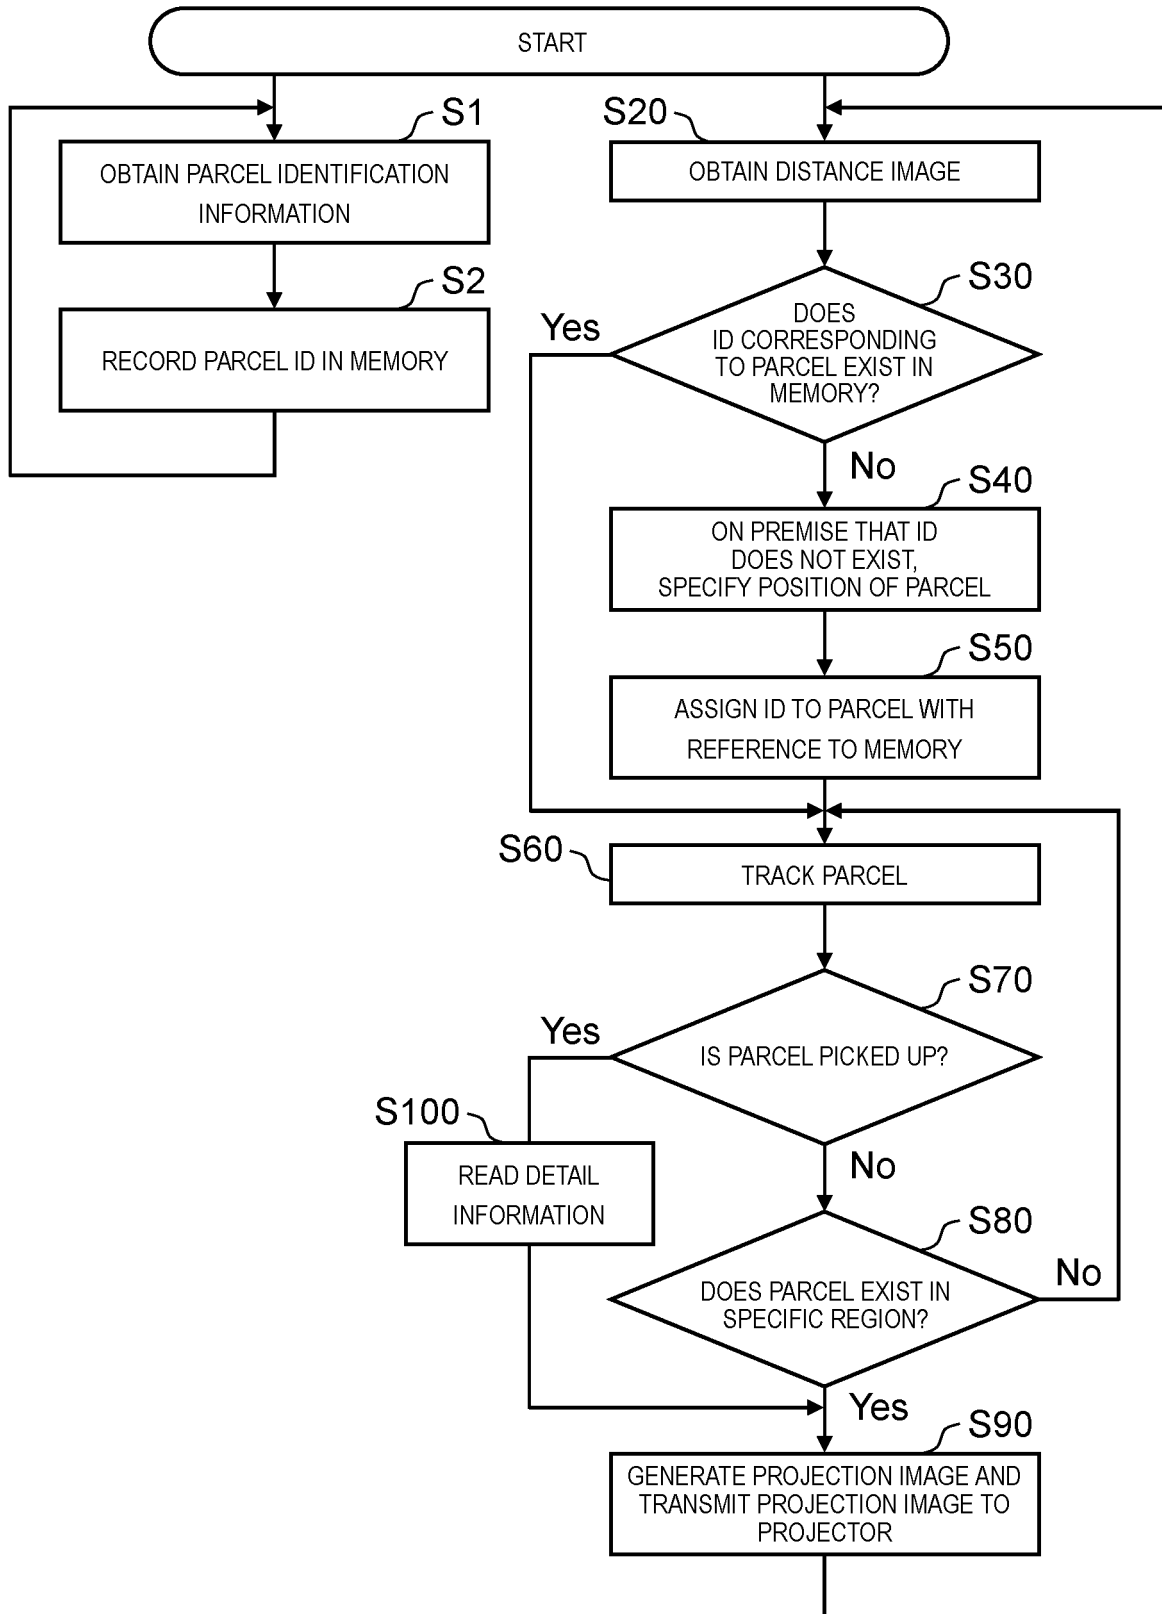 START
S1
OBTAIN PARCEL IDENTIFICATION
INFORMATION
S2
RECORD PARCEL ID IN MEMORY
S20
OBTAIN DISTANCE IMAGE
S30
DOES
ID CORRESPONDING
TO PARCEL EXIST IN
MEMORY?
Yes
No
S40
ON PREMISE THAT ID
DOES NOT EXIST,
SPECIFY POSITION OF PARCEL
S50
ASSIGN ID TO PARCEL WITH
REFERENCE TO MEMORY
S60
TRACK PARCEL
S70
IS PARCEL PICKED UP?
Yes
No
S100
READ DETAIL
INFORMATION
S80
DOES PARCEL EXIST IN
SPECIFIC REGION?
No
Yes
S90
GENERATE PROJECTION IMAGE AND
TRANSMIT PROJECTION IMAGE TO
PROJECTOR